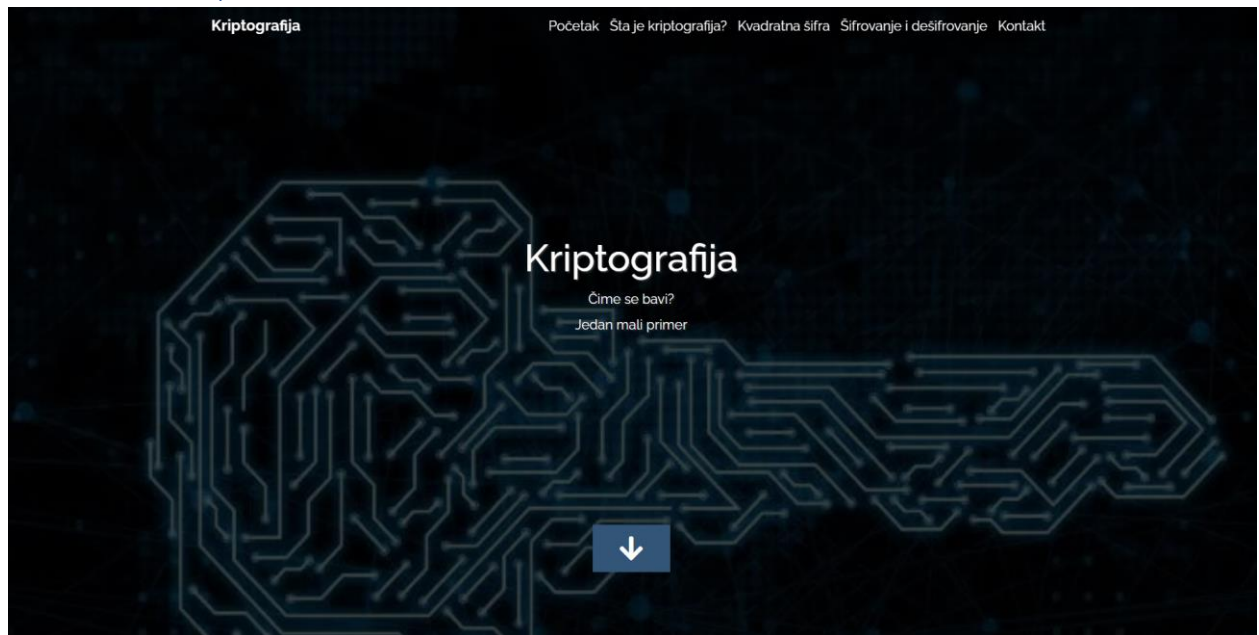 Kriptografija
Početak Šta je kriptografija? Kvadratna šifra Šifrovanje i dešifrovanje Kontakt
Kriptografija
Čime se bavi?
Jedan mali primer